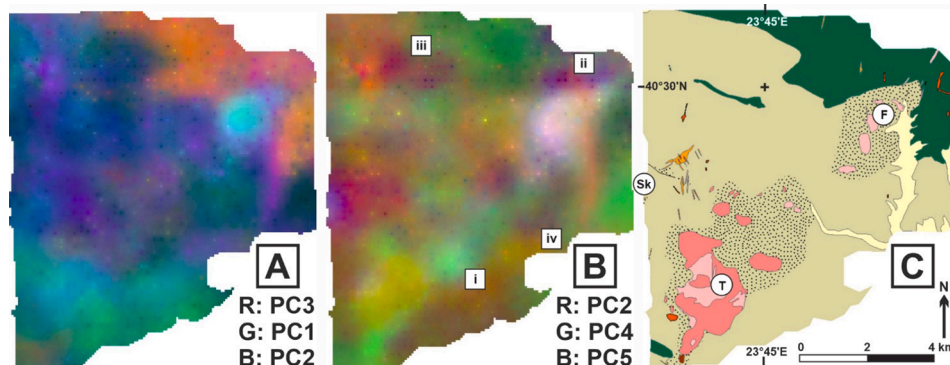 A
R: PC3
G: PC1
B: PC2
iii
ii
i
iv
B
R: PC2
G: PC4
B: PC5
23°45'E
40°30'N
F
Sk
T
C
N
23°45'E
0 2 4 km